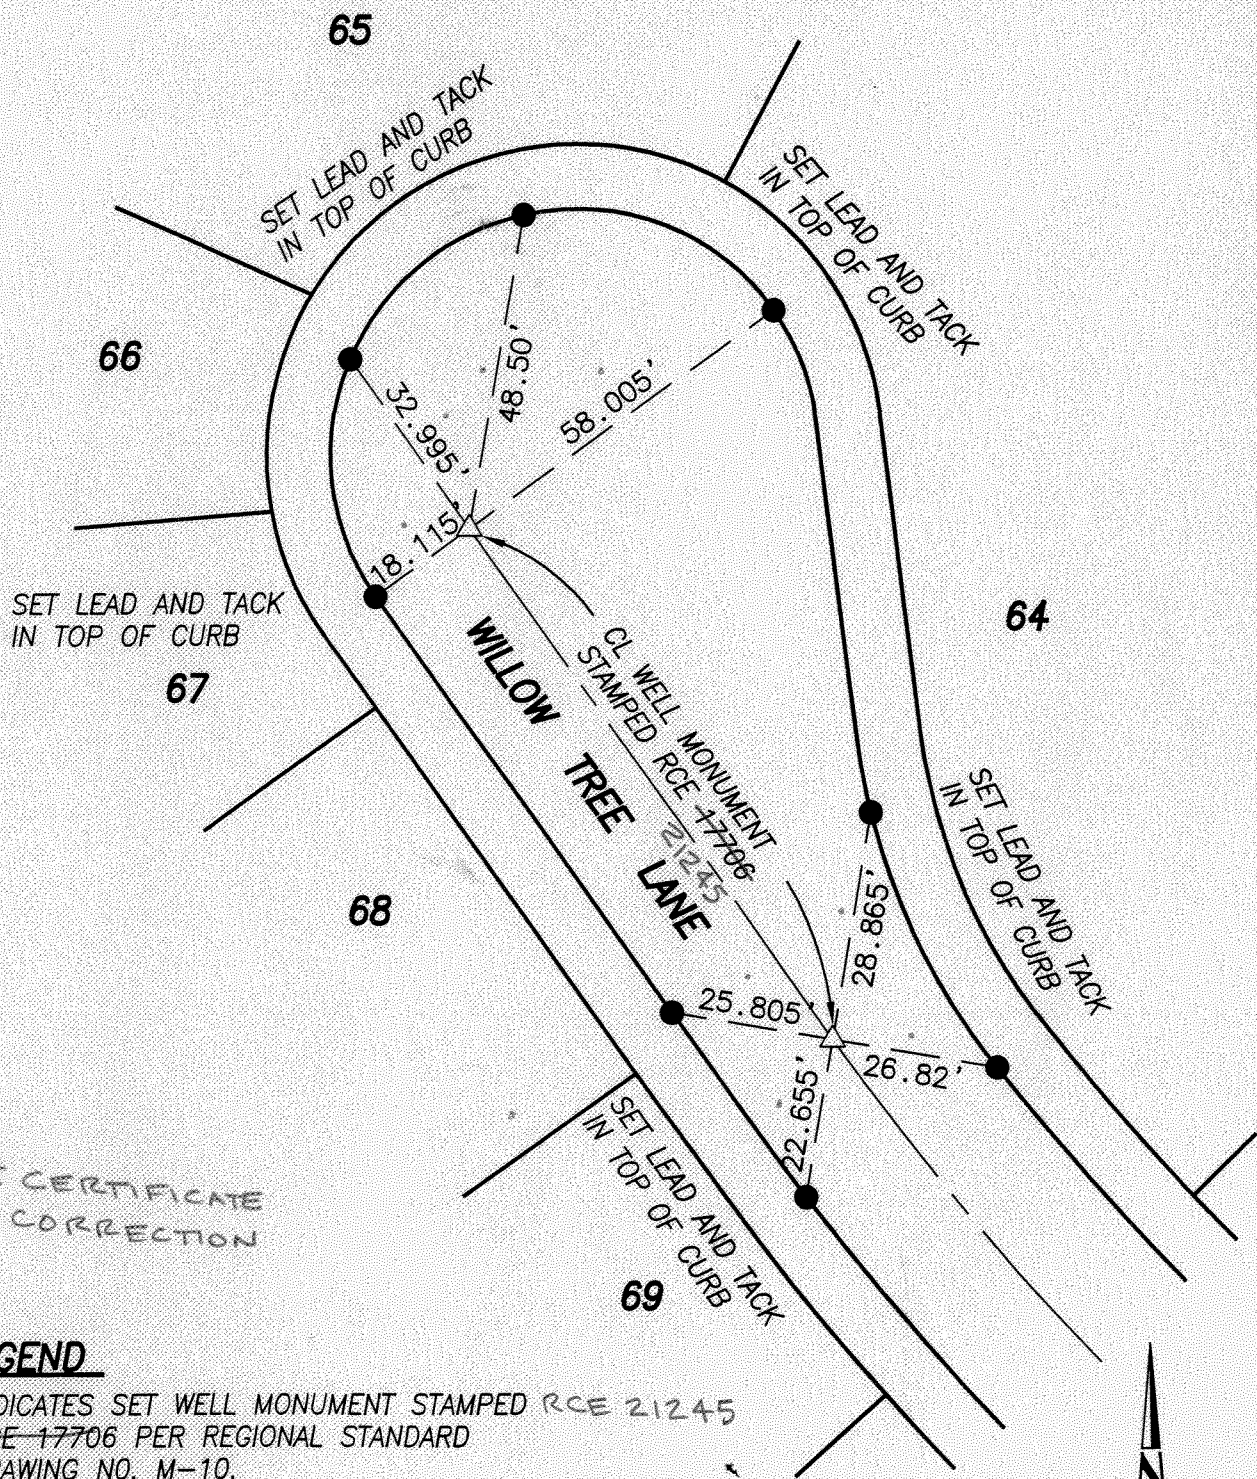 65
SET LEAD AND TACK
IN TOP OF CURB
SET LEAD AND TACK
IN TOP OF CURB
66
48.50'
32.995'
58.005'
18.115'
SET LEAD AND TACK
IN TOP OF CURB
64
67
WILLOW TREE LANE
CL WELL MONUMENT
STAMPED RCE 17706
21245
SET LEAD AND TACK
IN TOP OF CURB
68
28.865'
25.805'
26.82'
22.655'
SET LEAD AND TACK
IN TOP OF CURB
CERTIFICATE
CORRECTION
69
GEND
DICATES SET WELL MONUMENT STAMPED RCE 21245
E 17706 PER REGIONAL STANDARD
AWING NO. M-10.
N